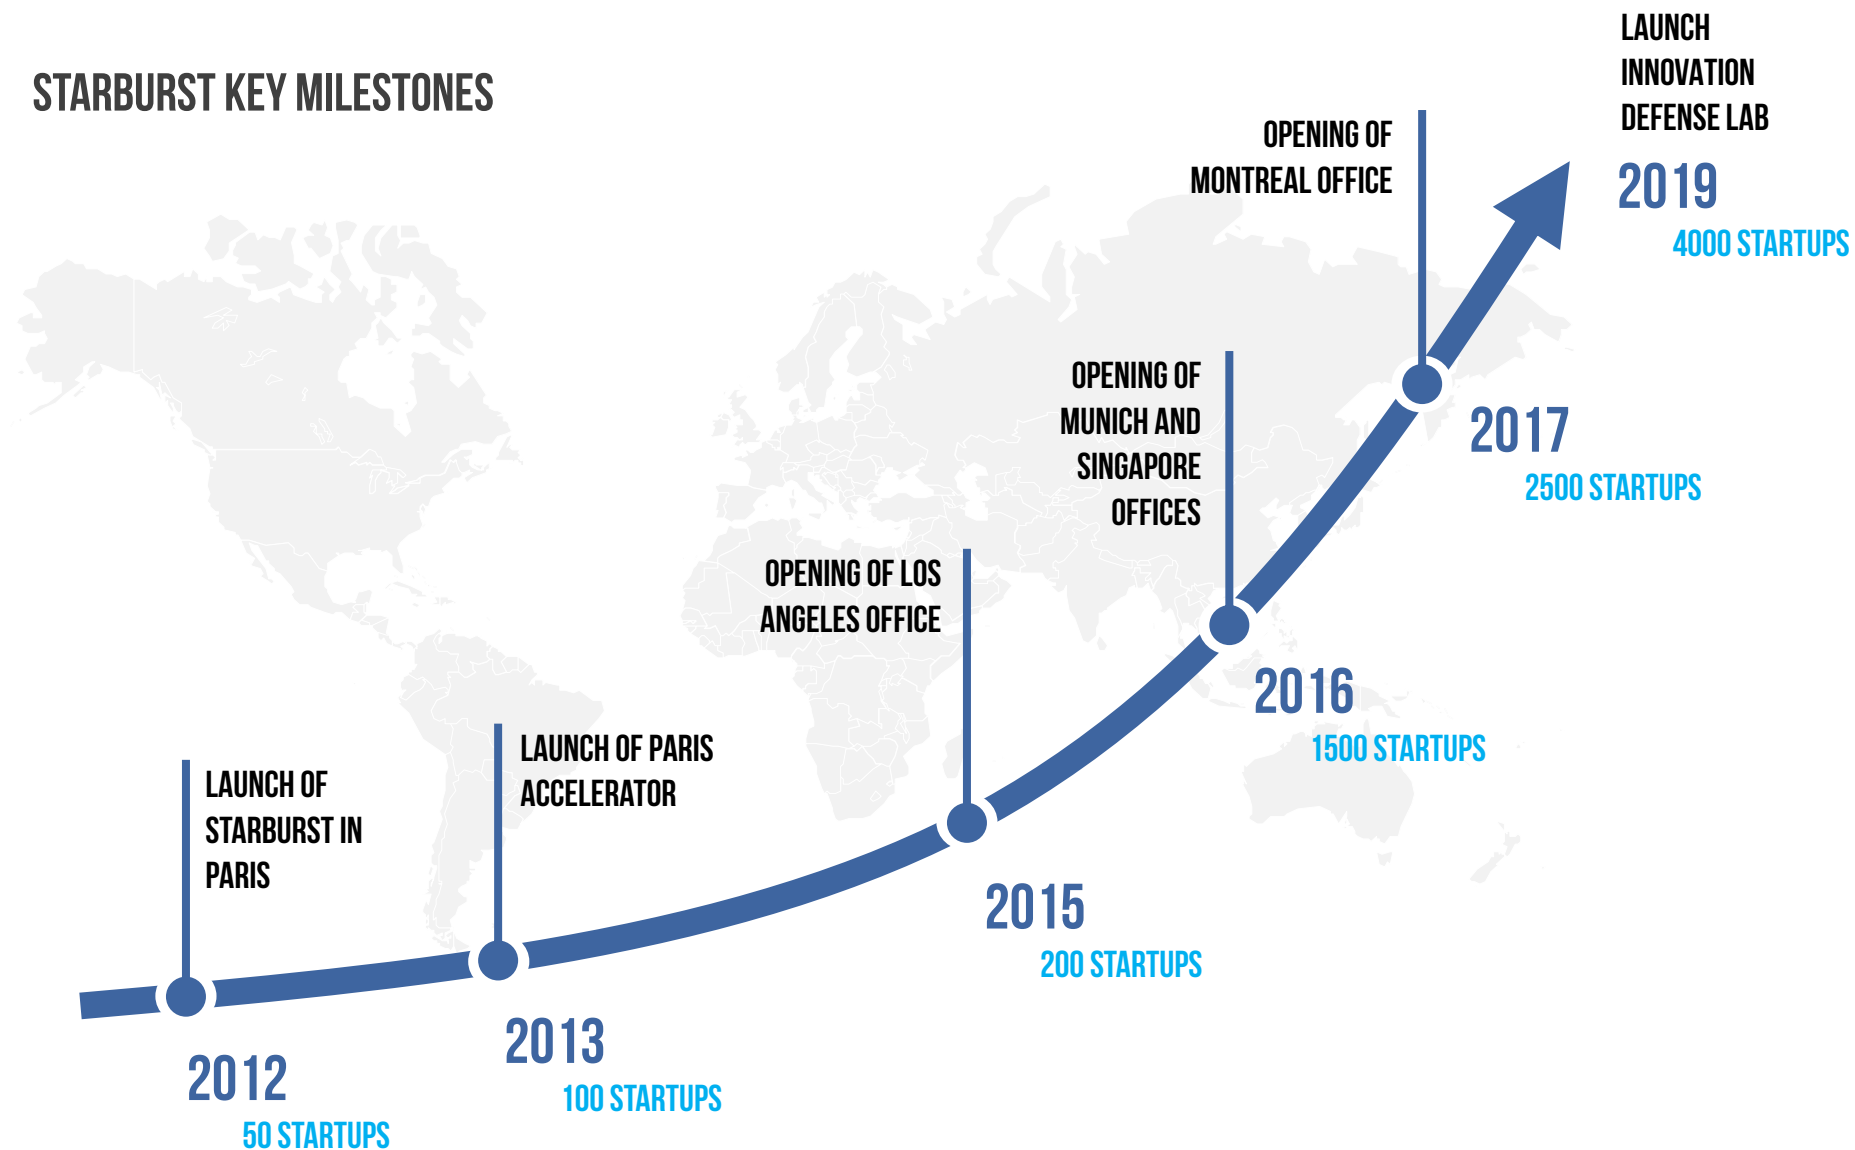 STARBURST KEY MILESTONES
LAUNCH OF
STARBURST IN
PARIS
2012
50 STARTUPS
LAUNCH OF PARIS
ACCELERATOR
2013
100 STARTUPS
OPENING OF LOS
ANGELES OFFICE
2015
200 STARTUPS
OPENING OF
MUNICH AND
SINGAPORE
OFFICES
2016
1500 STARTUPS
OPENING OF
MONTREAL OFFICE
2017
2500 STARTUPS
LAUNCH
INNOVATION
DEFENSE LAB
2019
4000 STARTUPS